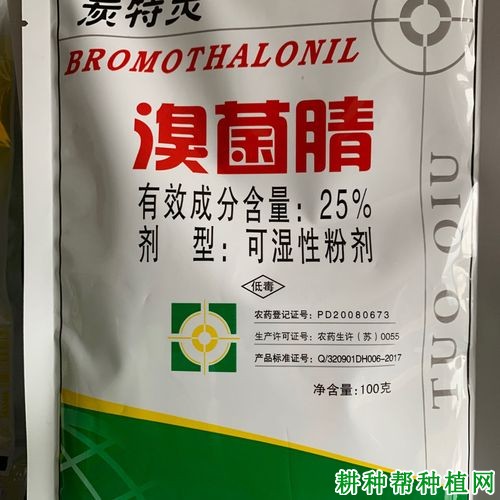 炭特灵
BROMOTHALONIL
溴菌腈
有效成分含量：25%
剂 型：可湿性粉剂
低毒
农药登记证号：PD20080673
生产许可证号：农药生许（苏）0055
产品标准证号：Q/320901DH006-2017
净含量：100克
TUO QIU
耕种帮种植网